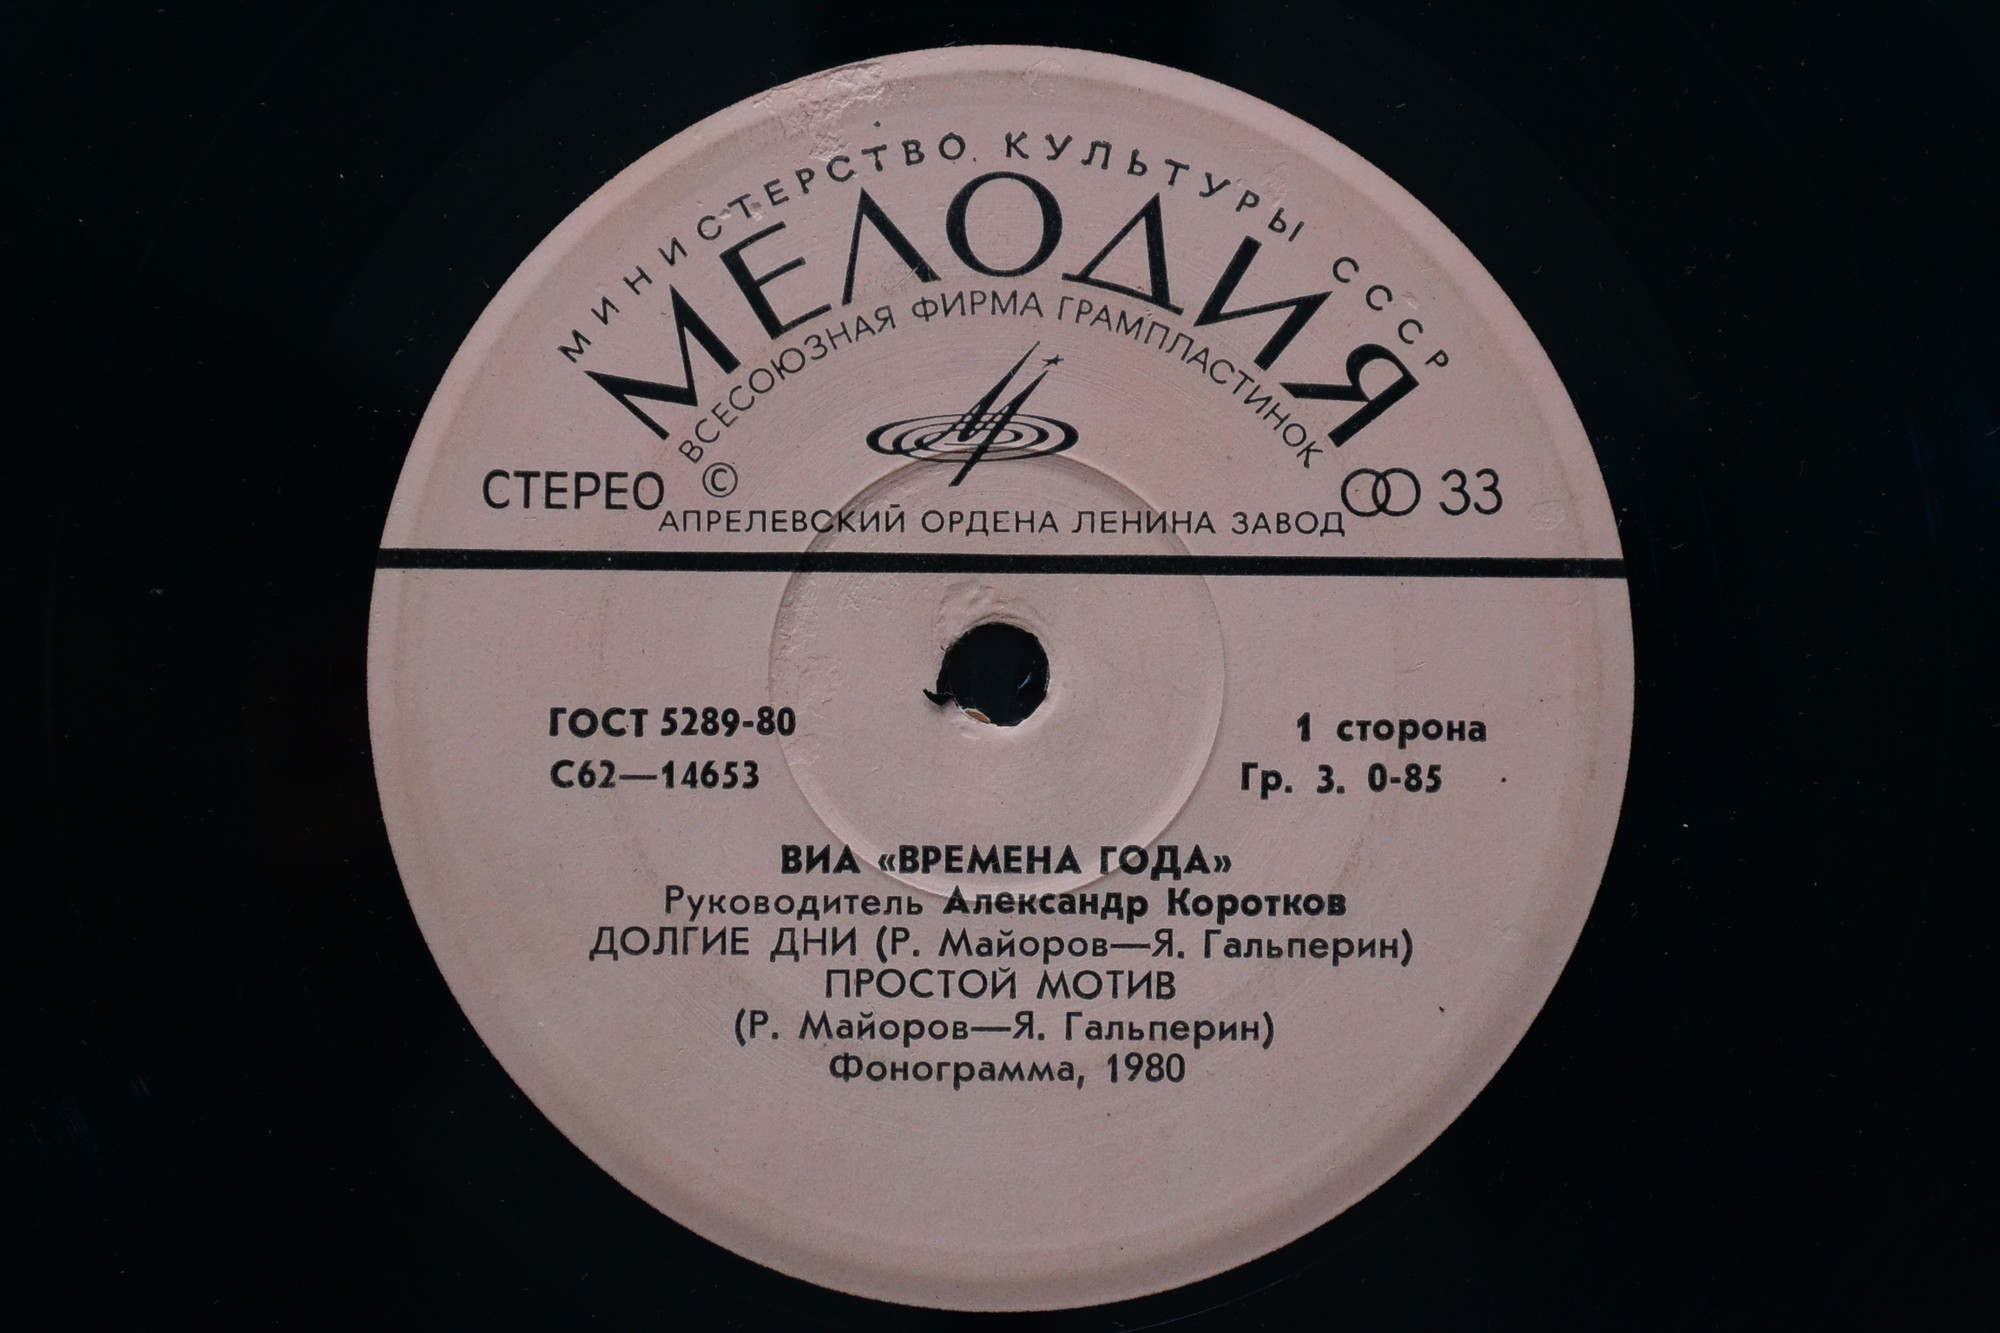 МИНИСТЕРСТВО КУЛЬТУРЫ СССР
МЕЛОДИЯ
ВСЕСОЮЗНАЯ ФИРМА ГРАМПЛАСТИНОК
СТЕРЕО © 33
АПРЕЛЕВСКИЙ ОРДЕНА ЛЕНИНА ЗАВОД
ГОСТ 5289-80 1 сторона
С62—14653 Гр. 3. 0-85
ВИА «ВРЕМЕНА ГОДА»
Руководитель Александр Коротков
ДОЛГИЕ ДНИ (Р. Майоров—Я. Гальперин)
ПРОСТОЙ МОТИВ
(Р. Майоров—Я. Гальперин)
Фонограмма, 1980